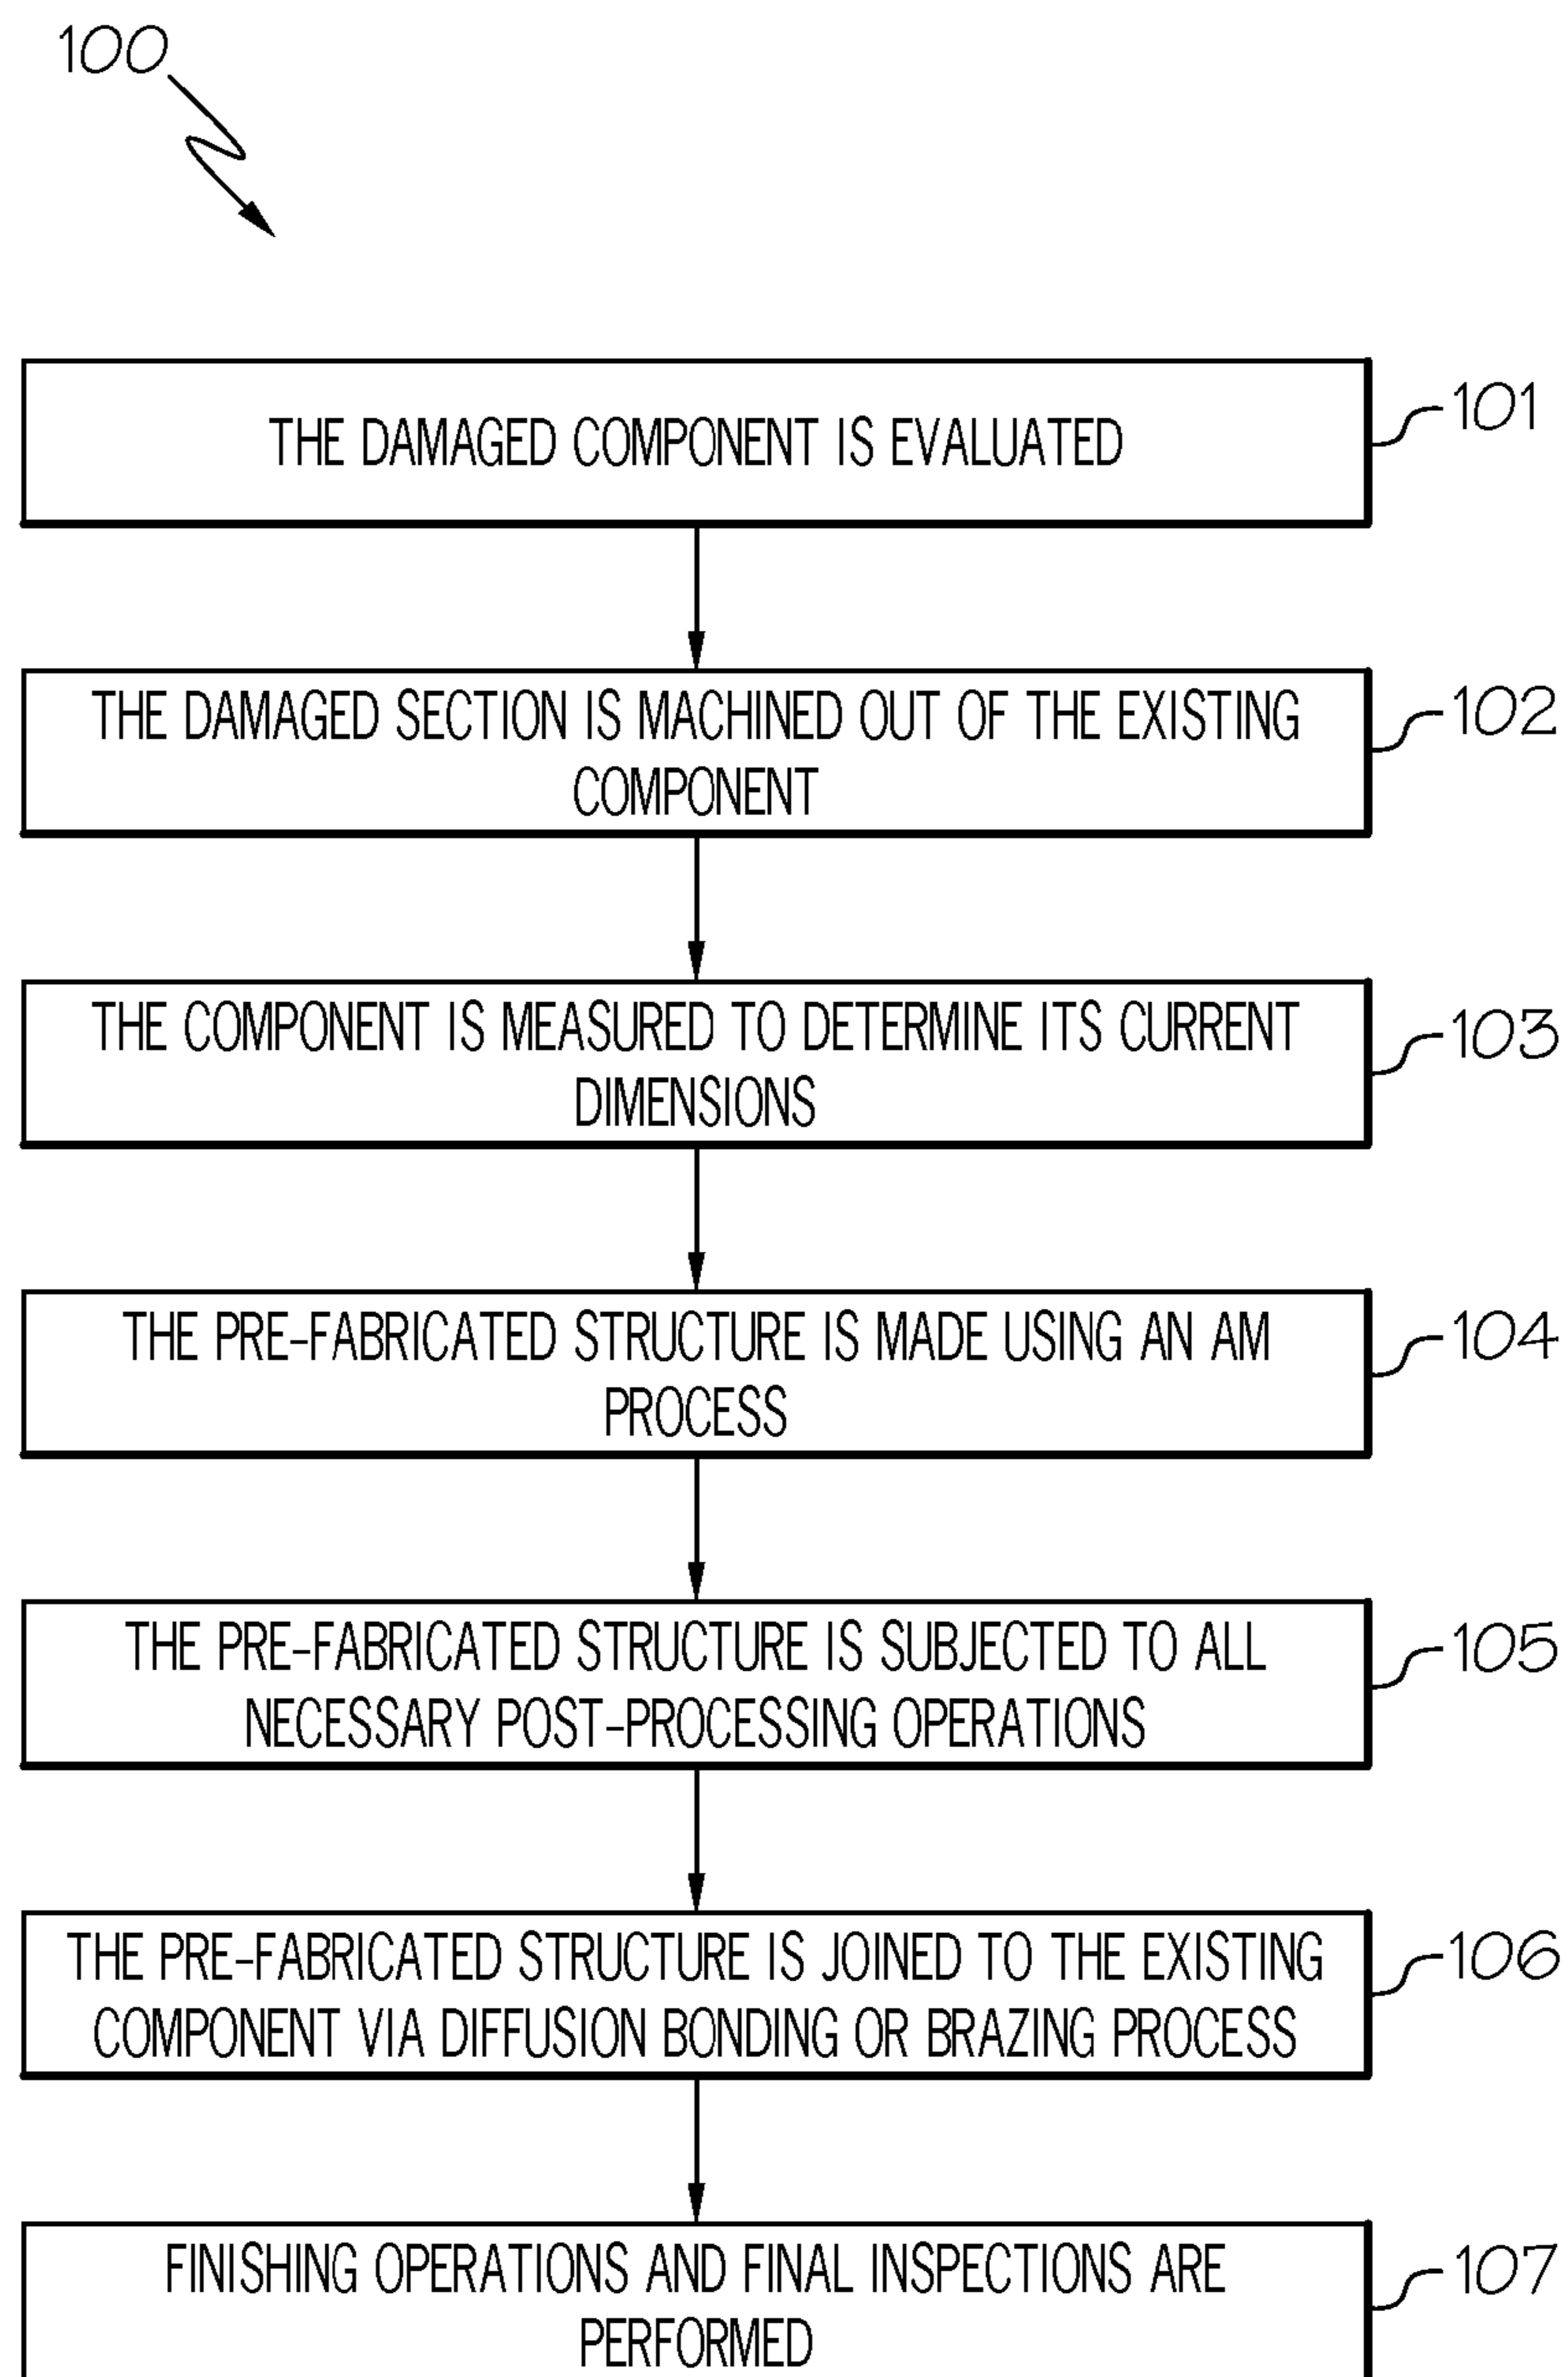 100
THE DAMAGED COMPONENT IS EVALUATED
101
THE DAMAGED SECTION IS MACHINED OUT OF THE EXISTING
COMPONENT
102
THE COMPONENT IS MEASURED TO DETERMINE ITS CURRENT
DIMENSIONS
103
THE PRE-FABRICATED STRUCTURE IS MADE USING AN AM
PROCESS
104
THE PRE-FABRICATED STRUCTURE IS SUBJECTED TO ALL
NECESSARY POST-PROCESSING OPERATIONS
105
THE PRE-FABRICATED STRUCTURE IS JOINED TO THE EXISTING
COMPONENT VIA DIFFUSION BONDING OR BRAZING PROCESS
106
FINISHING OPERATIONS AND FINAL INSPECTIONS ARE
PERFORMED
107